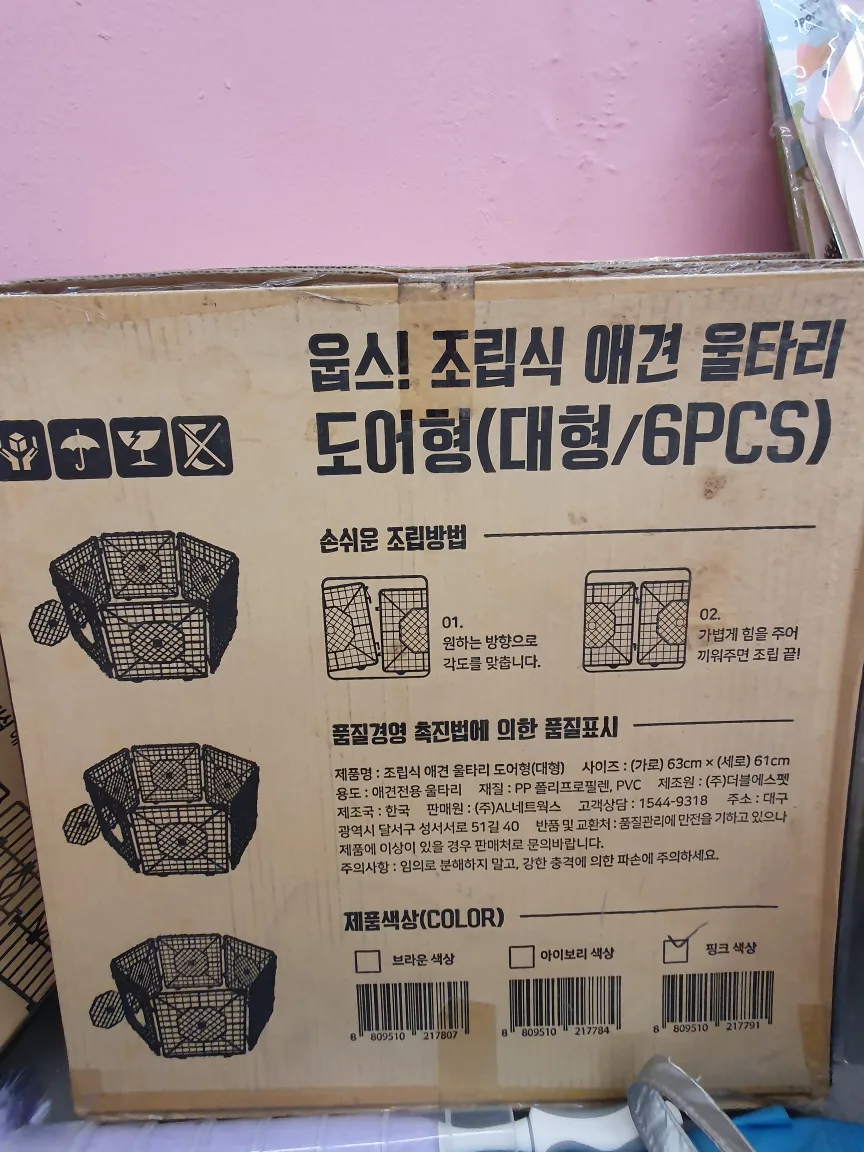 웁스! 조립식 애견 울타리
도어형(대형/6PCS)
손쉬운 조립방법
01.
원하는 방향으로
각도를 맞춥니다.
02.
가볍게 힘을 주어
끼워주면 조립 끝!
품질경영 촉진법에 의한 품질표시
제품명 : 조립식 애견 울타리 도어형(대형) 사이즈 : (가로) 63cm × (세로) 61cm
용도 : 애견전용 울타리 재질 : PP 폴리프로필렌, PVC 제조원 : (주)더블에스펫
제조국 : 한국 판매원 : (주)AL네트웍스 고객상담 : 1544-9318 주소 : 대구
광역시 달서구 성서서로 51길 40 반품 및 교환처 : 품질관리에 만전을 기하고 있으나
제품에 이상이 있을 경우 판매처로 문의바랍니다.
주의사항 : 임의로 분해하지 말고, 강한 충격에 의한 파손에 주의하세요.
제품색상(COLOR)
브라운 색상 아이보리 색상 핑크 색상
8 809510 217807 8 809510 217784 8 809510 217791